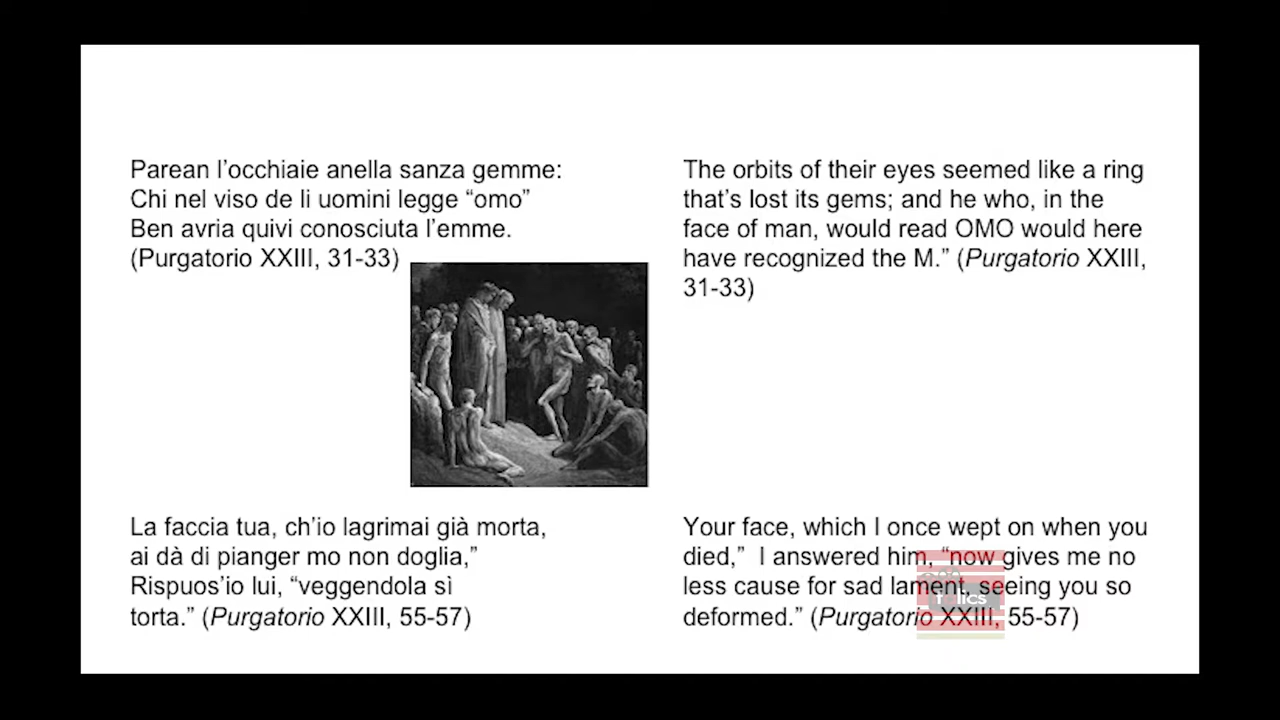 Parean l’occhiaie anella sanza gemme:
Chi nel viso de li uomini legge “omo”
Ben avria quivi conosciuta l’emme.
(Purgatorio XXIII, 31-33)
The orbits of their eyes seemed like a ring
that’s lost its gems; and he who, in the
face of man, would read OMO would here
have recognized the M.” (Purgatorio XXIII,
31-33)
La faccia tua, ch’io lagrimai già morta,
ai dà di pianger mo non doglia,”
Rispuos’io lui, “veggendola sì
torta.” (Purgatorio XXIII, 55-57)
Your face, which I once wept on when you
died,” I answered him, “now gives me no
less cause for sad lament, seeing you so
deformed.” (Purgatorio XXIII, 55-57)